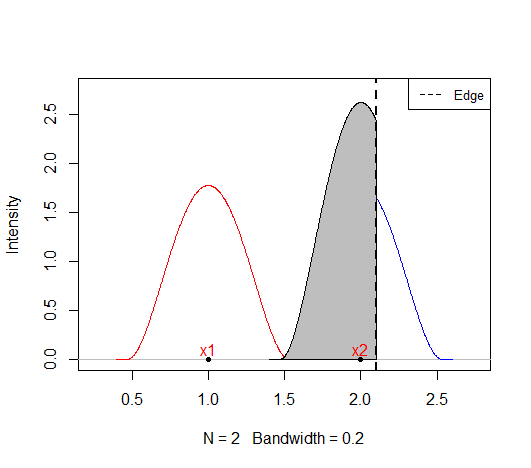 Edge
Intensity
2.5
2.0
1.5
1.0
0.5
0.0
x1
x2
0.5 1.0 1.5 2.0 2.5
N = 2 Bandwidth = 0.2